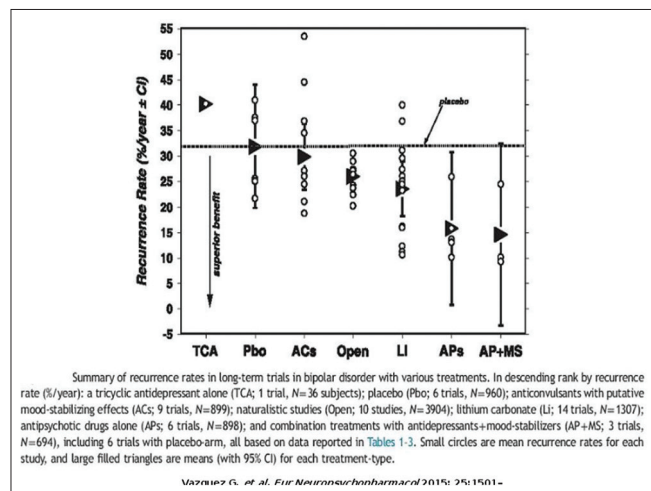 55
50
45
40
35
30
25
20
15
10
5
0
-5
Recurrence Rate (%/year ± CI)
placebo
superior benefit
TCA Pbo ACs Open LI APs AP+MS
Summary of recurrence rates in long-term trials in bipolar disorder with various treatments. In descending rank by recurrence
rate (%/year): a tricyclic antidepressant alone (TCA; 1 trial, N=36 subjects); placebo (Pbo; 6 trials, N=960); anticonvulsants with putative
mood-stabilizing effects (ACs; 9 trials, N=899); naturalistic studies (Open; 10 studies, N=3904); lithium carbonate (Li; 14 trials, N=1307);
antipsychotic drugs alone (APs; 6 trials, N=898); and combination treatments with antidepressants+mood-stabilizers (AP+MS; 3 trials,
N=694), including 6 trials with placebo-arm, all based on data reported in Tables 1-3. Small circles are mean recurrence rates for each
study, and large filled triangles are means (with 95% CI) for each treatment-type.
Vazquez G, et al. Eur Neuropsychopharmacol 2015; 25:1501–